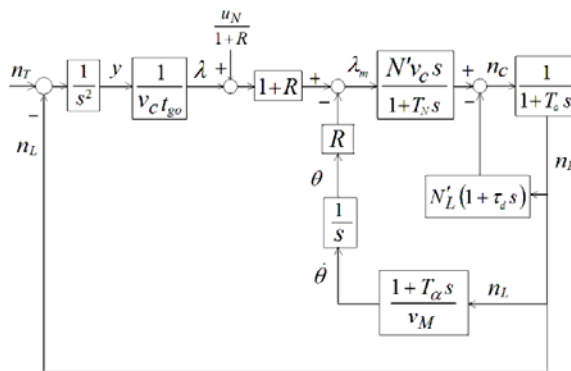 u_N
1+R
n_T
1
s²
y
1
v_C t_go
λ
+
1+R
+
λ_m
N′v_C s
1+T_N s
+
n_C
1
1+T_a s
−
n_L
−
R
−
N′_L(1+τ_d s)
θ
1
s
θ̇
1+T_α s
v_M
n_L